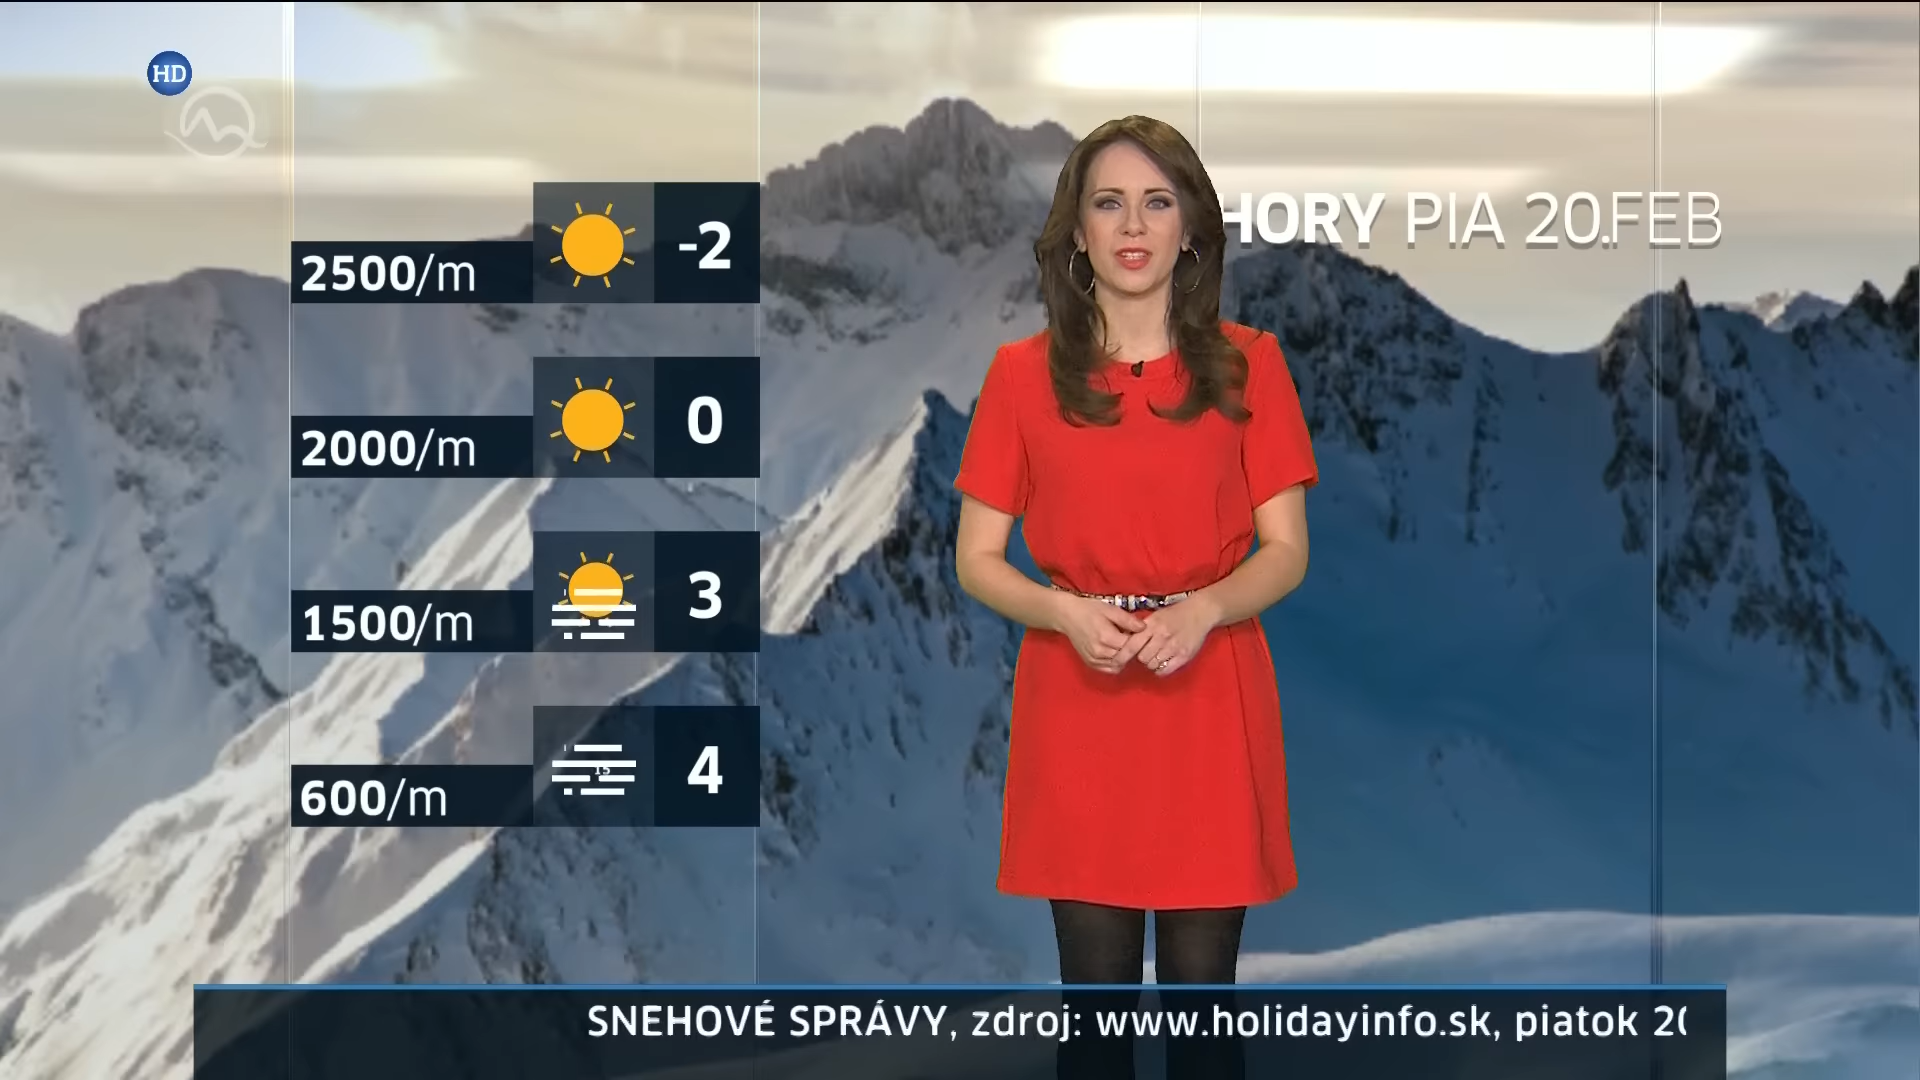 HD
HORY PIA 20.FEB
2500/m -2
2000/m 0
1500/m 3
600/m 4
15
SNEHOVÉ SPRÁVY, zdroj: www.holidayinfo.sk, piatok